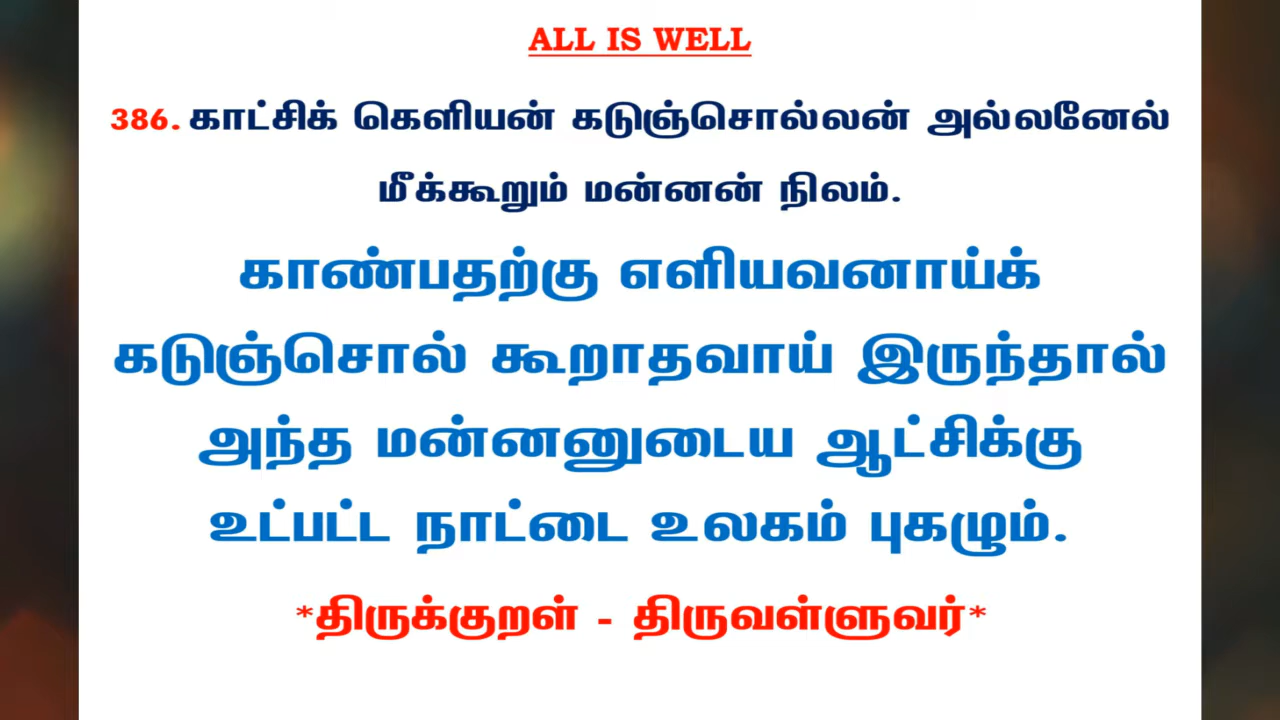 ALL IS WELL
386. காட்சிக் கெளியன் கடுஞ்சொல்லன் அல்லனேல்
மீக்கூறும் மன்னன் நிலம்.
காண்பதற்கு எளியவனாய்க்
கடுஞ்சொல் கூறாதவாய் இருந்தால்
அந்த மன்னனுடைய ஆட்சிக்கு
உட்பட்ட நாட்டை உலகம் புகழும்.
*திருக்குறள் - திருவள்ளுவர்*